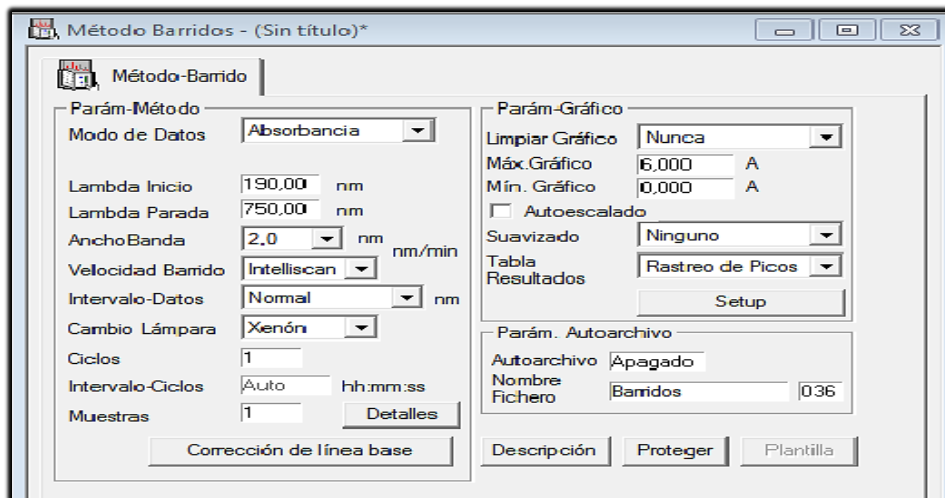 Método Barridos - (Sin título)*
Método-Barrido
Parám-Método
Modo de Datos Absorbancia
Lambda Inicio 190,00 nm
Lambda Parada 750,00 nm
AnchoBanda 2.0 nm
nm/min
Velocidad Barrido Intelliscan
Intervalo-Datos Normal nm
Cambio Lámpara Xenón
Ciclos 1
Intervalo-Ciclos Auto hh:mm:ss
Muestras 1 Detalles
Corrección de línea base
Parám-Gráfico
Limpiar Gráfico Nunca
Máx.Gráfico 6,000 A
Mín. Gráfico 0,000 A
Autoescalado
Suavizado Ninguno
Tabla
Resultados Rastreo de Picos
Setup
Parám. Autoarchivo
Autoarchivo Apagado
Nombre
Fichero Barridos 036
Descripción Proteger Plantilla